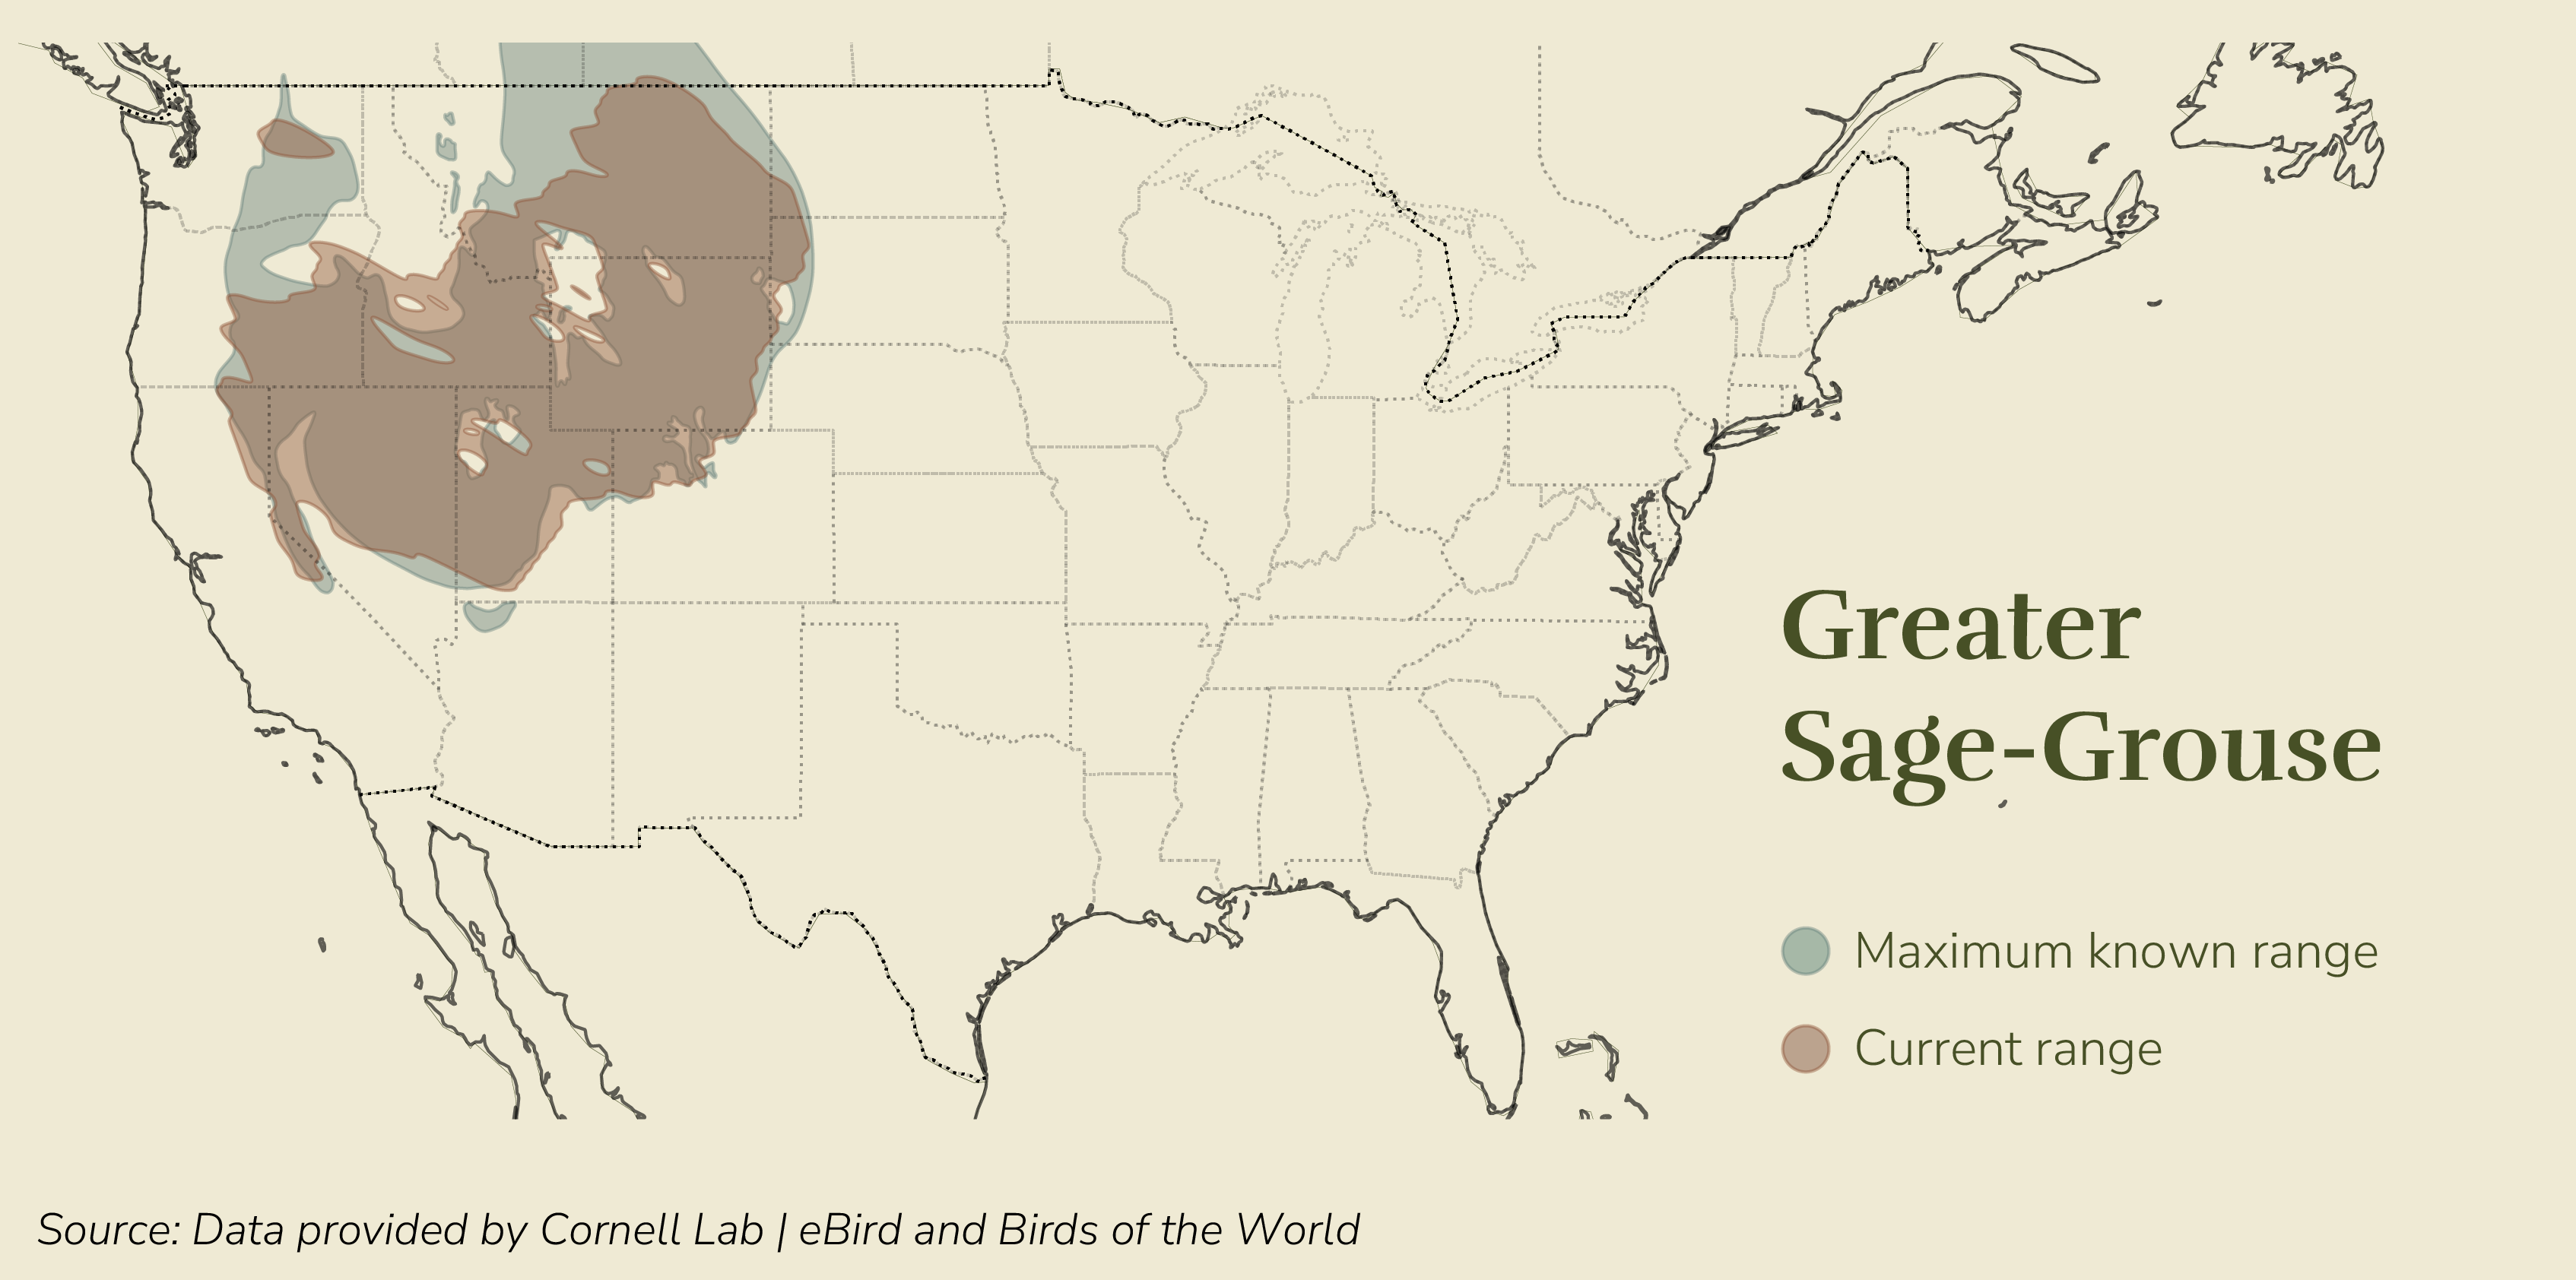 Greater
Sage-Grouse
Maximum known range
Current range
Source: Data provided by Cornell Lab | eBird and Birds of the World